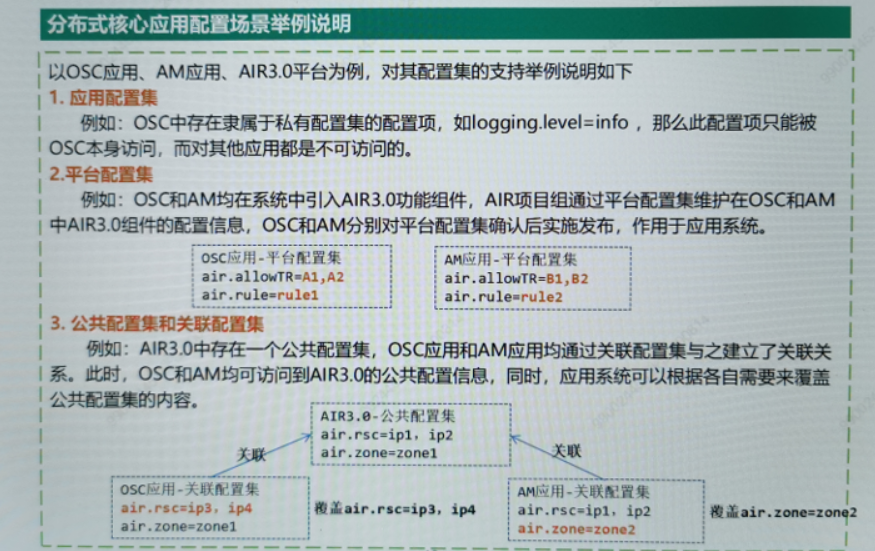 分布式核心应用配置场景举例说明
以OSC应用、AM应用、AIR3.0平台为例，对其配置集的支持举例说明如下
1. 应用配置集
例如：OSC中存在隶属于私有配置集的配置项，如logging.level=info ，那么此配置项只能被
OSC本身访问，而对其他应用都是不可访问的。
2.平台配置集
例如：OSC和AM均在系统中引入AIR3.0功能组件，AIR项目组通过平台配置集维护在OSC和AM
中AIR3.0组件的配置信息，OSC和AM分别对平台配置集确认后实施发布，作用于应用系统。
OSC应用-平台配置集
air.allowTR=A1,A2
air.rule=rule1
AM应用-平台配置集
air.allowTR=B1,B2
air.rule=rule2
3. 公共配置集和关联配置集
例如：AIR3.0中存在一个公共配置集，OSC应用和AM应用均通过关联配置集与之建立了关联关
系。此时，OSC和AM均可访问到AIR3.0的公共配置信息，同时，应用系统可以根据各自需要来覆盖
公共配置集的内容。
AIR3.0-公共配置集
air.rsc=ip1，ip2
air.zone=zone1
关联
关联
OSC应用-关联配置集
air.rsc=ip3，ip4
air.zone=zone1
覆盖air.rsc=ip3，ip4
AM应用-关联配置集
air.rsc=ip1，ip2
air.zone=zone2
覆盖air.zone=zone2